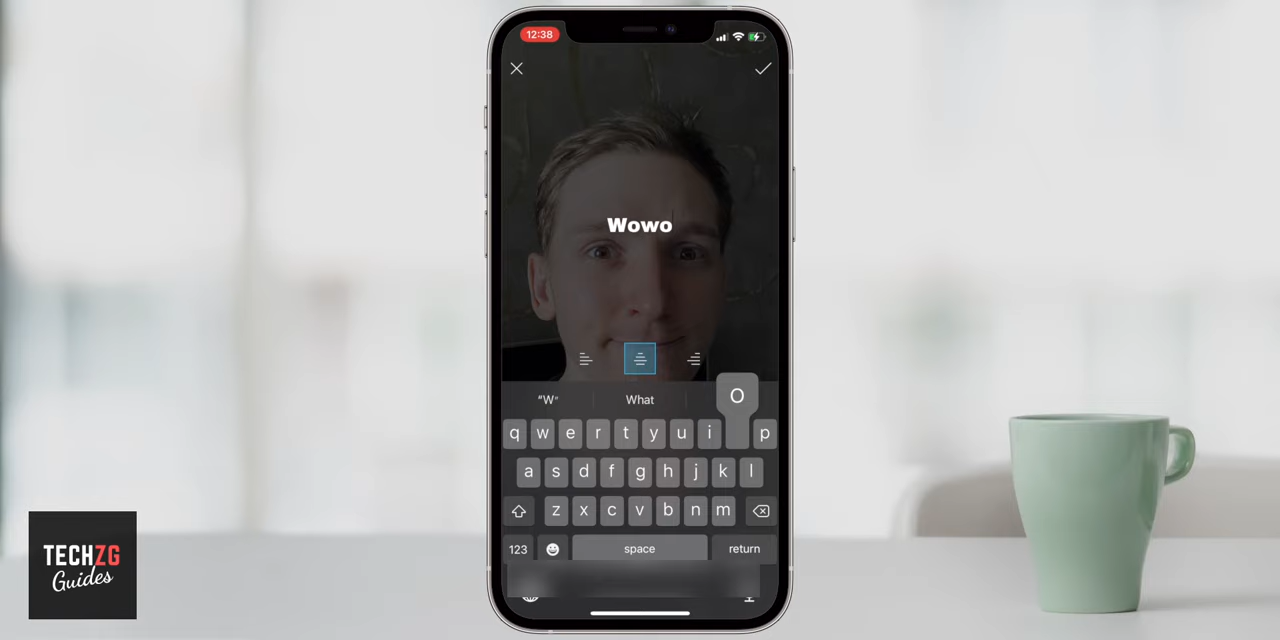 12:38
Wowo
“W” What
O
q w e r t y u i p
a s d f g h j k l
z x c v b n m
123 space return
TECHZG
Guides